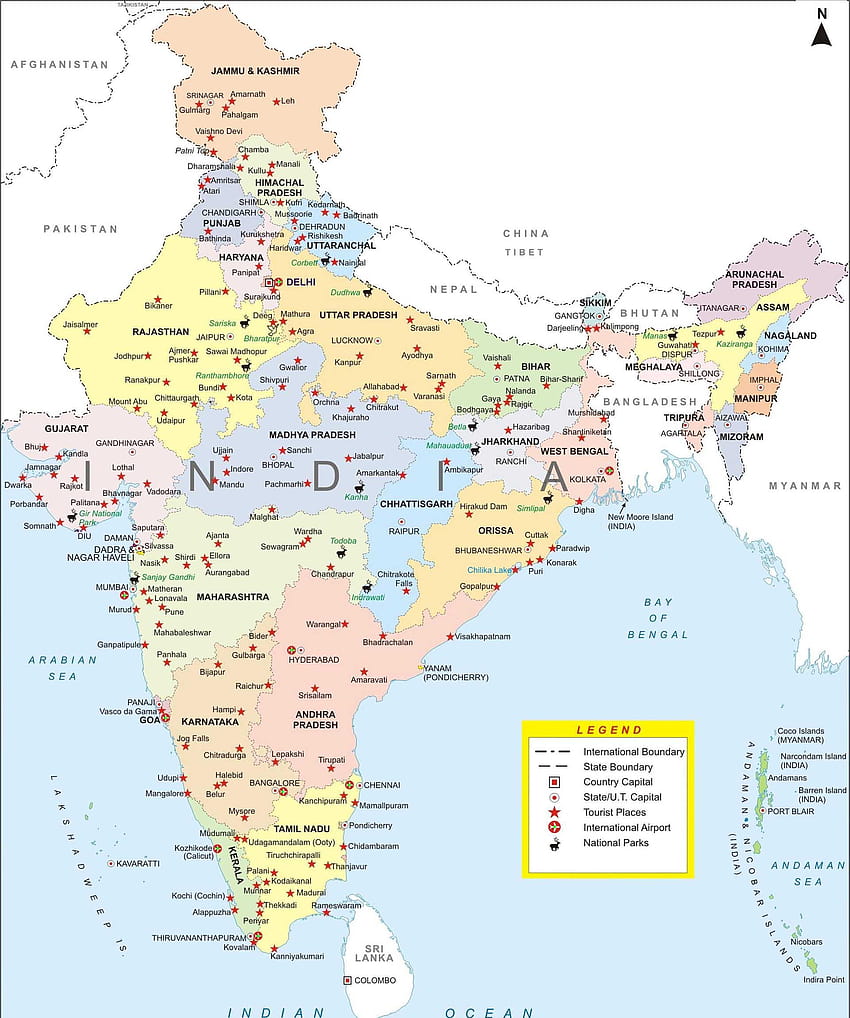 TAJIKISTAN
N
AFGHANISTAN
JAMMU & KASHMIR
SRINAGAR
Amarnath
Leh
Gulmarg
Pahalgam
Vaishno Devi
Patni Top
Chamba
Dharamshala
Manali
Kullu
Amritsar
Atari
HIMACHAL
PRADESH
SHIMLA
Kufri
Kedarnath
CHANDIGARH
Mussoorie
Badrinath
PUNJAB
DEHRADUN
PAKISTAN
Bathinda
Kurukshetra
Rishikesh
Haridwar
UTTARANCHAL
CHINA
TIBET
HARYANA
Corbett
Nainital
Panipat
DELHI
Pillani
Surajkund
Dudhwa
NEPAL
ARUNACHAL
PRADESH
SIKKIM
GANGTOK
BHUTAN
ITANAGAR
ASSAM
Bikaner
Deeg
Mathura
UTTAR PRADESH
Jaisalmer
RAJASTHAN
Sariska
Agra
Sravasti
Darjeeling
Kalimpong
Manas
Tezpur
Kaziranga
NAGALAND
JAIPUR
Bharatpur
LUCKNOW
Guwahati
DISPUR
KOHIMA
Jodhpur
Ajmer
Pushkar
Sawai Madhopur
Kanpur
Ayodhya
Vaishali
BIHAR
MEGHALAYA
SHILLONG
Gwalior
PATNA
IMPHAL
Ranakpur
Ranthambhore
Bundi
Shivpuri
Allahabad
Sarnath
Varanasi
Bihar-Sharif
Nalanda
Gaya
Rajgir
MANIPUR
Mount Abu
Chittaurgarh
Kota
Orchna
Chitrakut
Bodhgaya
BANGLADESH
Udaipur
Khajuraho
Murshidabad
TRIPURA
AIZAWL
GUJARAT
MADHYA PRADESH
Betla
Hazaribag
Shantiniketan
AGARTALA
MIZORAM
GANDHINAGAR
Mahauadust
JHARKHAND
WEST BENGAL
Bhuj
Kandla
Ujjain
Sanchi
Jabalpur
RANCHI
Jamnagar
Lothal
Indore
BHOPAL
Amarkantak
Ambikapur
KOLKATA
INDIA
Dwarka
Rajkot
Vadodara
Mandu
Pachmarhi
Kanha
MYANMAR
Porbandar
Palitana
Bhavnagar
CHHATTISGARH
Hirakud Dam
Simlipal
Digha
New Moore Island
(INDIA)
Somnath
Gir National
Park
DIU
Malghat
RAIPUR
ORISSA
Saputara
DAMAN
Silvassa
DADRA &
NAGAR HAVELI
Ajanta
Wardha
Sewagram
Todoba
Cuttak
BHUBANESHWAR
Paradwip
Konarak
Nasik
Shirdi
Ellora
Aurangabad
Chilika Lake
Puri
Sanjay Gandhi
Chandrapur
Chitrakote
Falls
Gopalpur
MUMBAI
Matheran
Lonavala
MAHARASHTRA
Indrawati
Murud
Pune
BAY
OF
BENGAL
Mahabaleshwar
Warangal
Ganpatipule
Bider
Bhadrachalan
Visakhapatnam
Panhala
Gulbarga
HYDERABAD
ARABIAN
SEA
Bijapur
YANAM
(PONDICHERRY)
Raichur
Amaravati
Srisailam
PANAJI
Vasco da Gama
GOA
Hampi
KARNATAKA
ANDHRA
PRADESH
Jog Falls
Chitradurga
Lepakshi
Tirupati
Udupi
Halebid
BANGALORE
CHENNAI
Mangalore
Belur
Kanchipuram
Mamallpuram
Mysore
Mudumali
TAMIL NADU
Pondicherry
Kozhikode
(Calicut)
Udagamandalam (Ooty)
Chidambaram
Tiruchchirapalli
KERALA
Palani
Thanjavur
KAVARATTI
Kodaikanal
Munnar
Madurai
LAKSHADWEEP IS.
Kochi (Cochin)
Thekkadi
Rameswaram
Alappuzha
Periyar
THIRUVANANTHAPURAM
Kovalam
Kanniyakumari
SRI
LANKA
COLOMBO
INDIAN OCEAN
LEGEND
International Boundary
State Boundary
Country Capital
State/U.T. Capital
Tourist Places
International Airport
National Parks
Coco Islands
(MYANMAR)
Narcondam Island
(INDIA)
Andamans
Barren Island
(INDIA)
PORT BLAIR
ANDAMAN & NICOBAR ISLANDS
(INDIA)
ANDAMAN
SEA
Nicobars
Indira Point